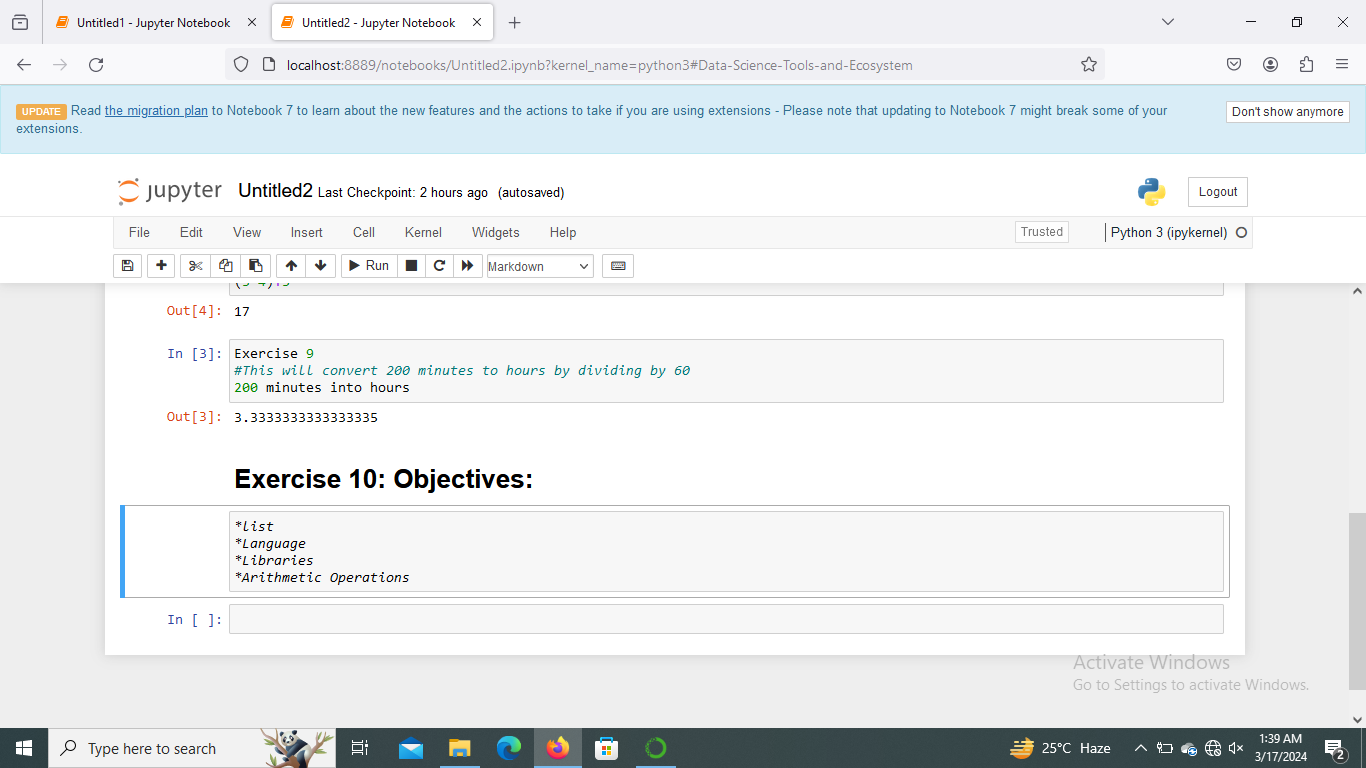 Untitled1 - Jupyter Notebook
Untitled2 - Jupyter Notebook
localhost:8889/notebooks/Untitled2.ipynb?kernel_name=python3#Data-Science-Tools-and-Ecosystem
UPDATE Read the migration plan to Notebook 7 to learn about the new features and the actions to take if you are using extensions - Please note that updating to Notebook 7 might break some of your
extensions.
Don't show anymore
jupyter Untitled2 Last Checkpoint: 2 hours ago (autosaved)
Logout
File Edit View Insert Cell Kernel Widgets Help
Trusted
Python 3 (ipykernel)
Run
Markdown
Out[4]: 17
In [3]: Exercise 9
#This will convert 200 minutes to hours by dividing by 60
200 minutes into hours
Out[3]: 3.3333333333333335
Exercise 10: Objectives:
*list
*Language
*Libraries
*Arithmetic Operations
In [ ]:
Activate Windows
Go to Settings to activate Windows.
Type here to search
25°C Haze
1:39 AM
3/17/2024
2